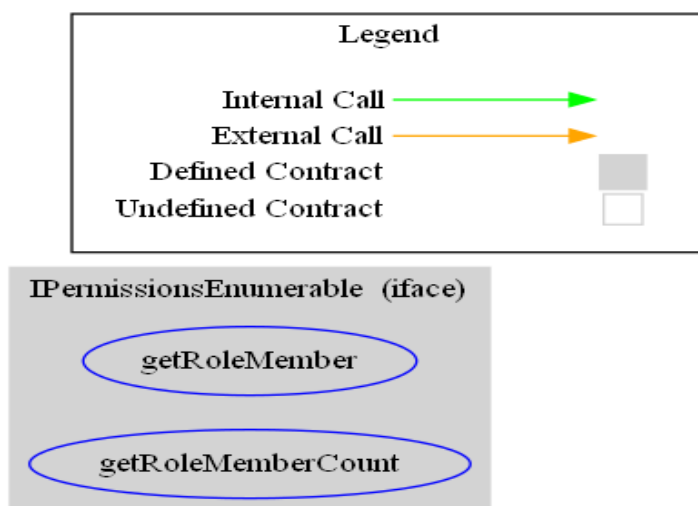 Legend
Internal Call
External Call
Defined Contract
Undefined Contract
IPermissionsEnumerable (iface)
getRoleMember
getRoleMemberCount